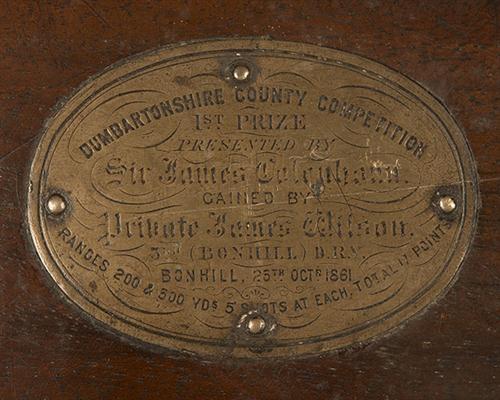 DUMBARTONSHIRE COUNTY COMPETITION
1ST PRIZE
PRESENTED BY
Sir James Colquhoun.
GAINED BY
Private James Wilson.
3RD (BONHILL) D.R.V.
BONHILL, 25TH OCTR 1861
RANGES 200 & 500 YDS 5 SHOTS AT EACH, TOTAL 17 POINTS